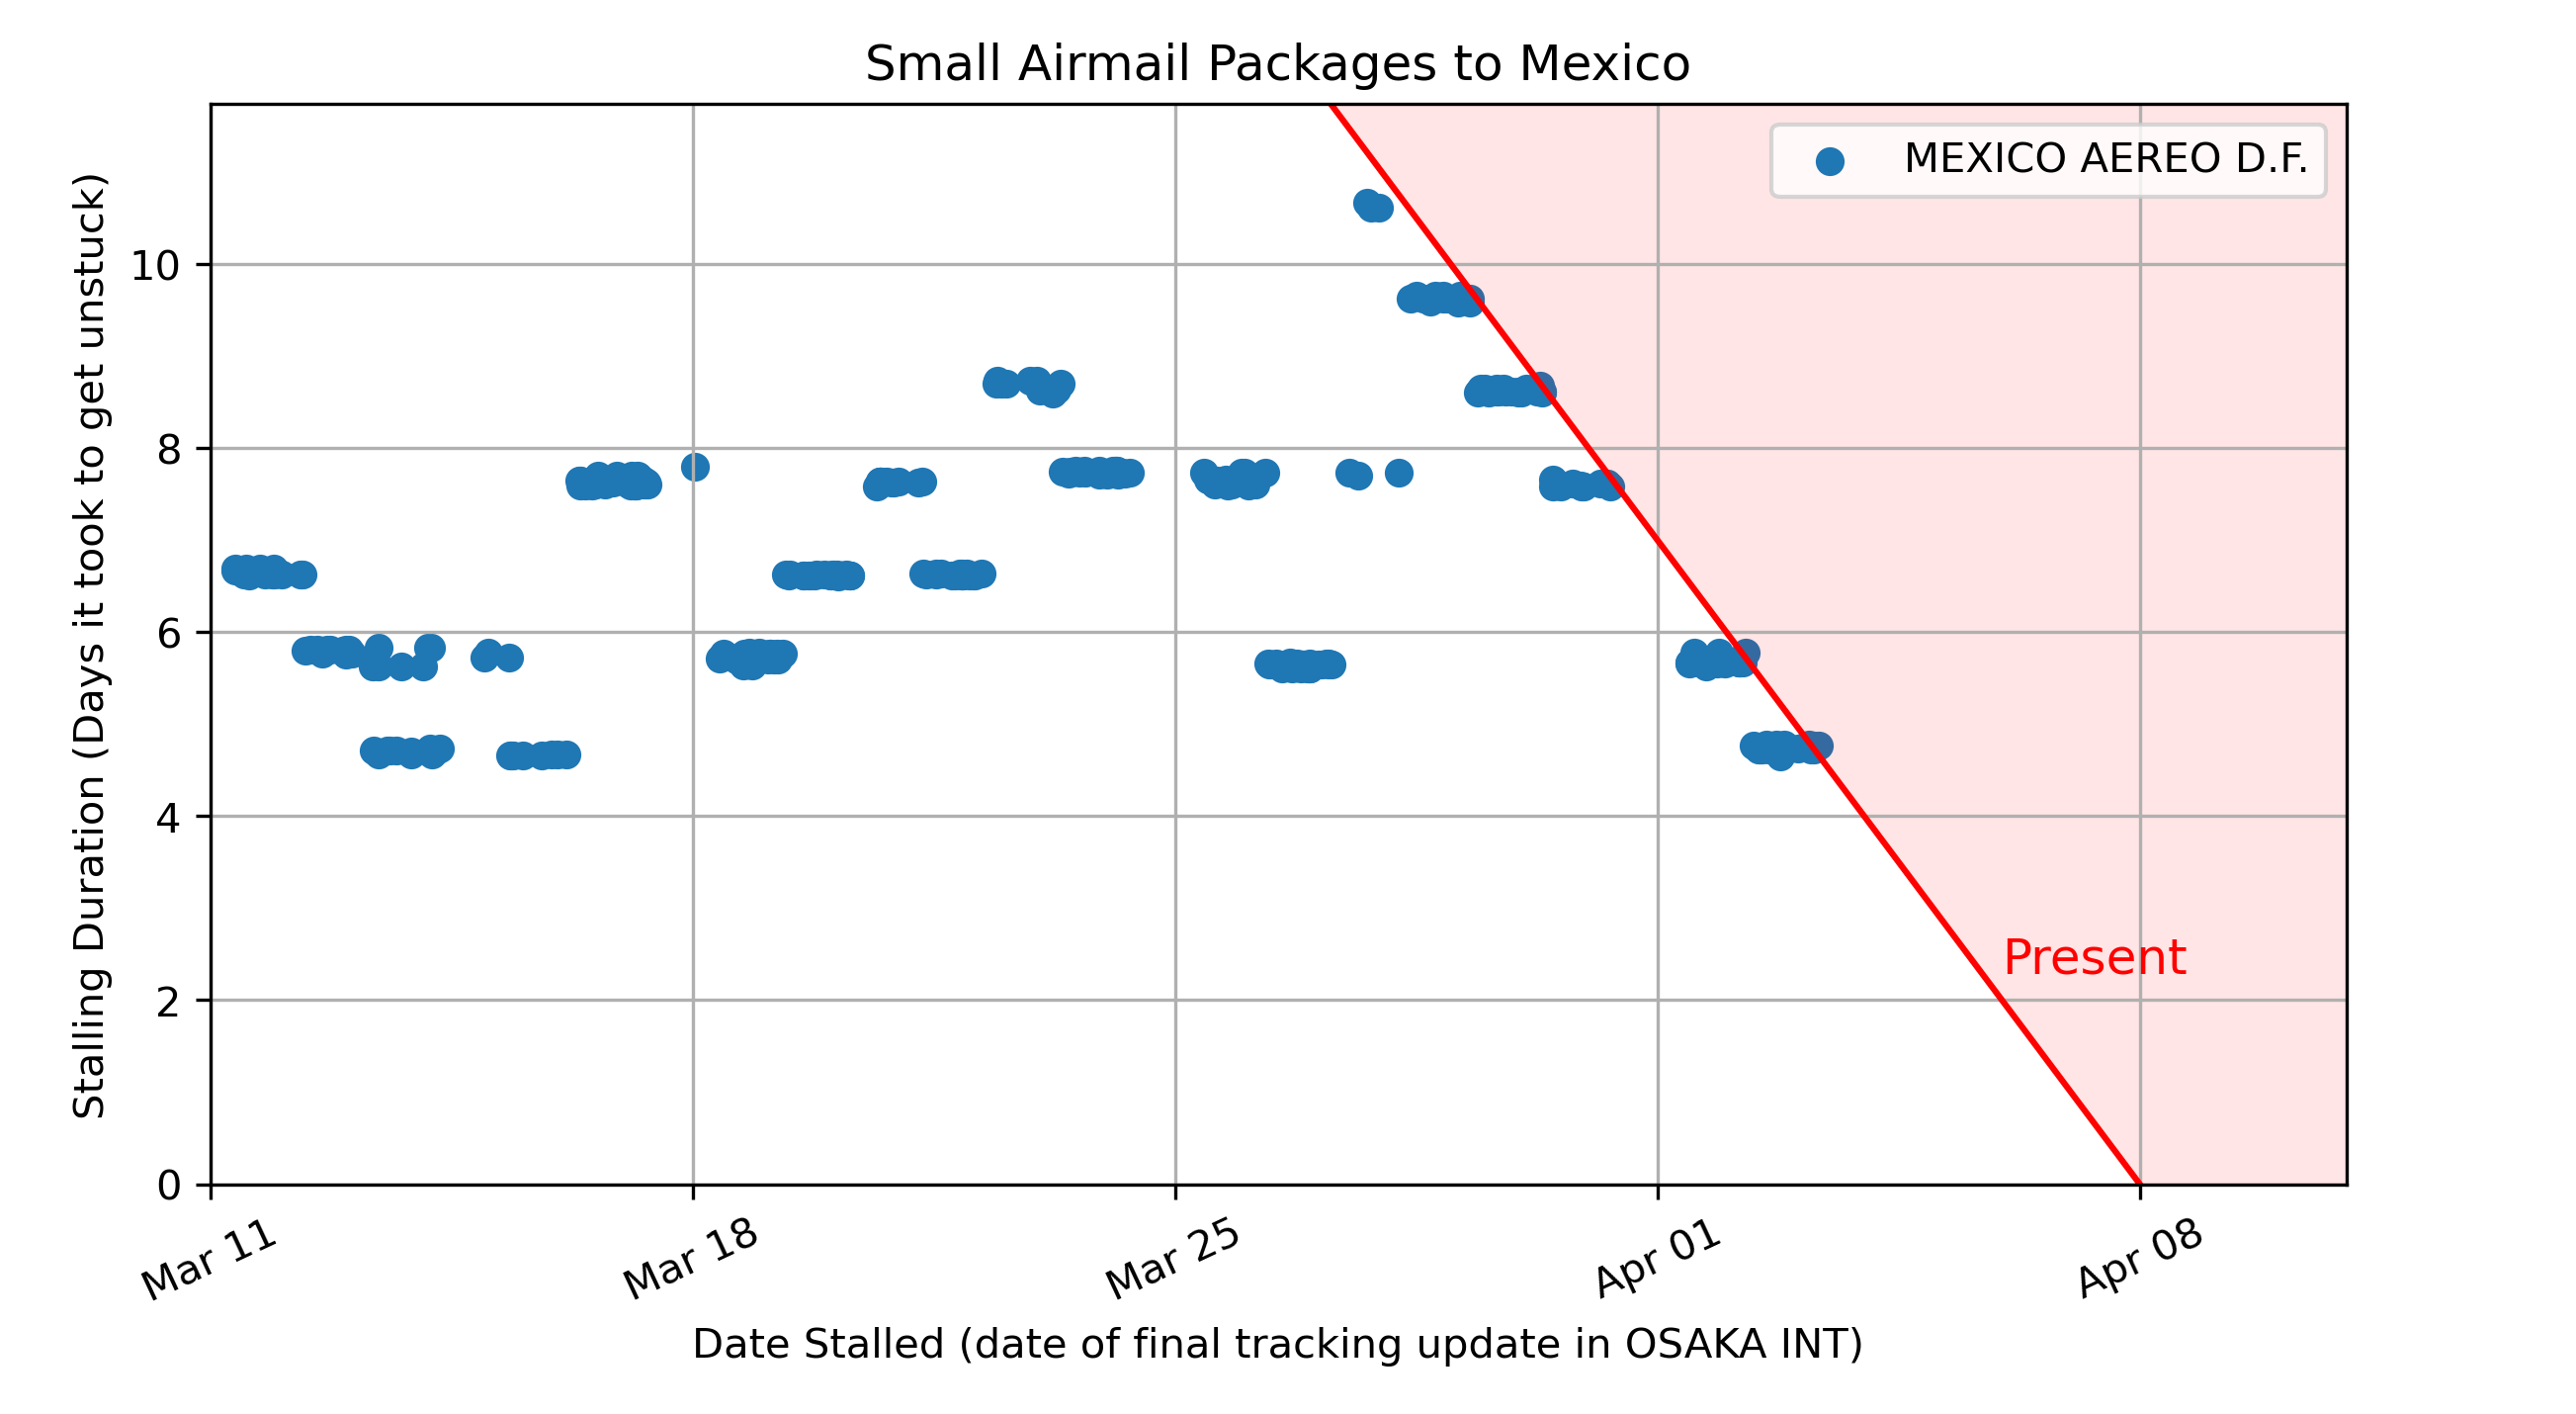 Small Airmail Packages to Mexico
MEXICO AEREO D.F.
Stalling Duration (Days it took to get unstuck)
10
8
6
4
2
0
Present
Mar 11
Mar 18
Mar 25
Apr 01
Apr 08
Date Stalled (date of final tracking update in OSAKA INT)